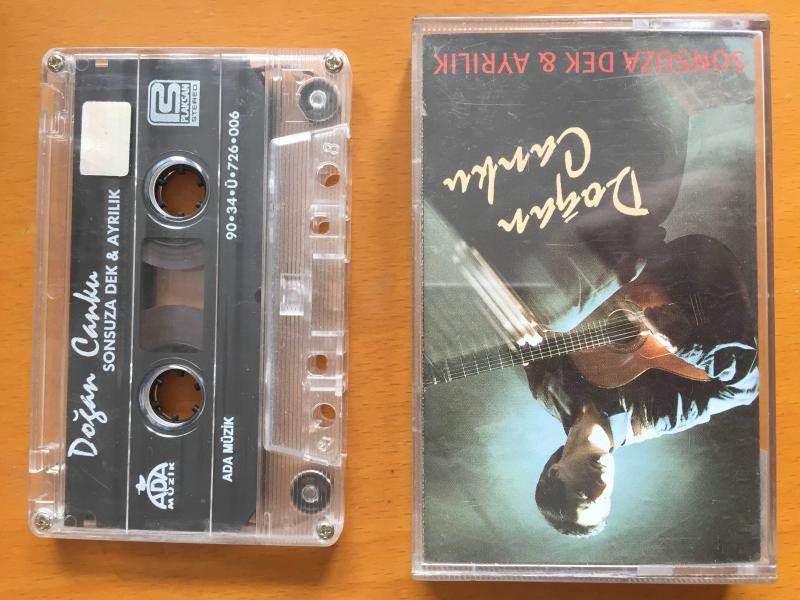 Doğan Canku
SONSUZA DEK & AYRILIK
ADA
MÜZİK
PLAKSAN
STEREO
90•34•Ü•726•006
ADA MÜZİK
SONSUZA DEK & AYRILIK
Doğan
Canku